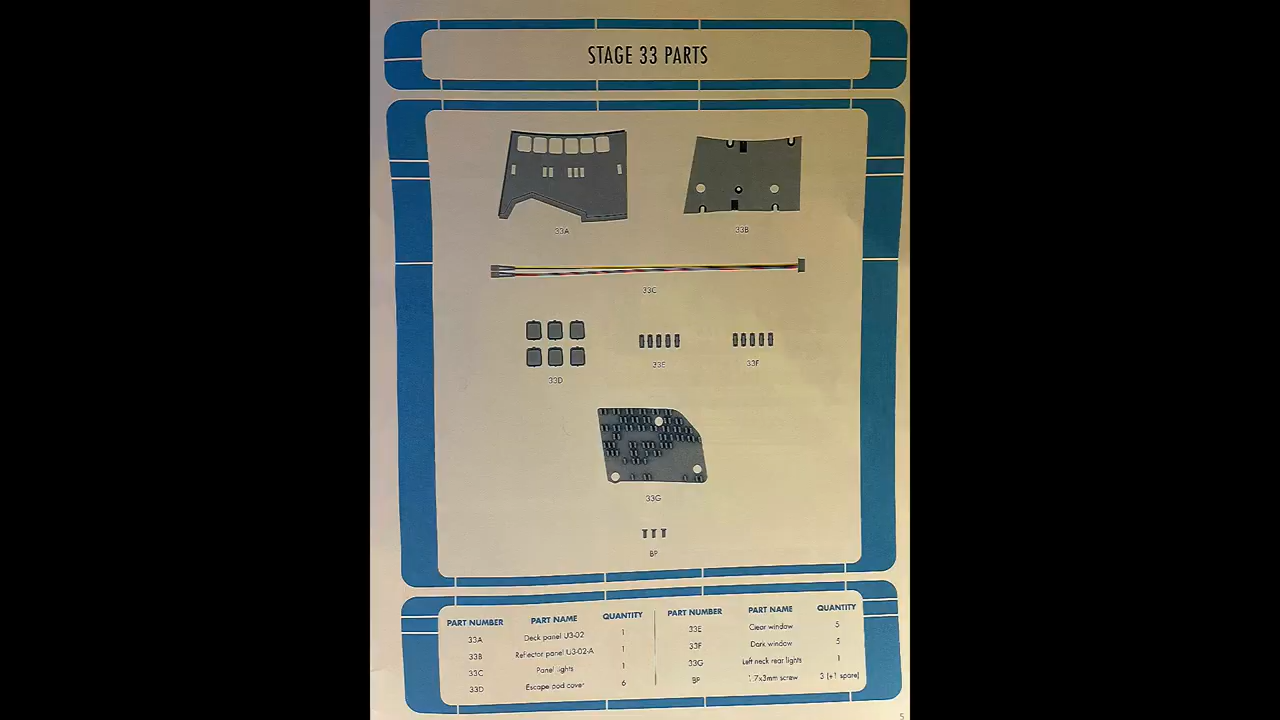 STAGE 33 PARTS
33A
33B
33C
33D
33E
33F
33G
BP
PART NUMBER PART NAME QUANTITY
33A Deck panel U3-02 1
33B Reflector panel U3-02-A 1
33C Panel lights 1
33D Escape pod cover 6
PART NUMBER PART NAME QUANTITY
33E Clear window 5
33F Dark window 5
33G Left neck rear lights 1
BP 1.7x3mm screw 3 (+1 spare)
5